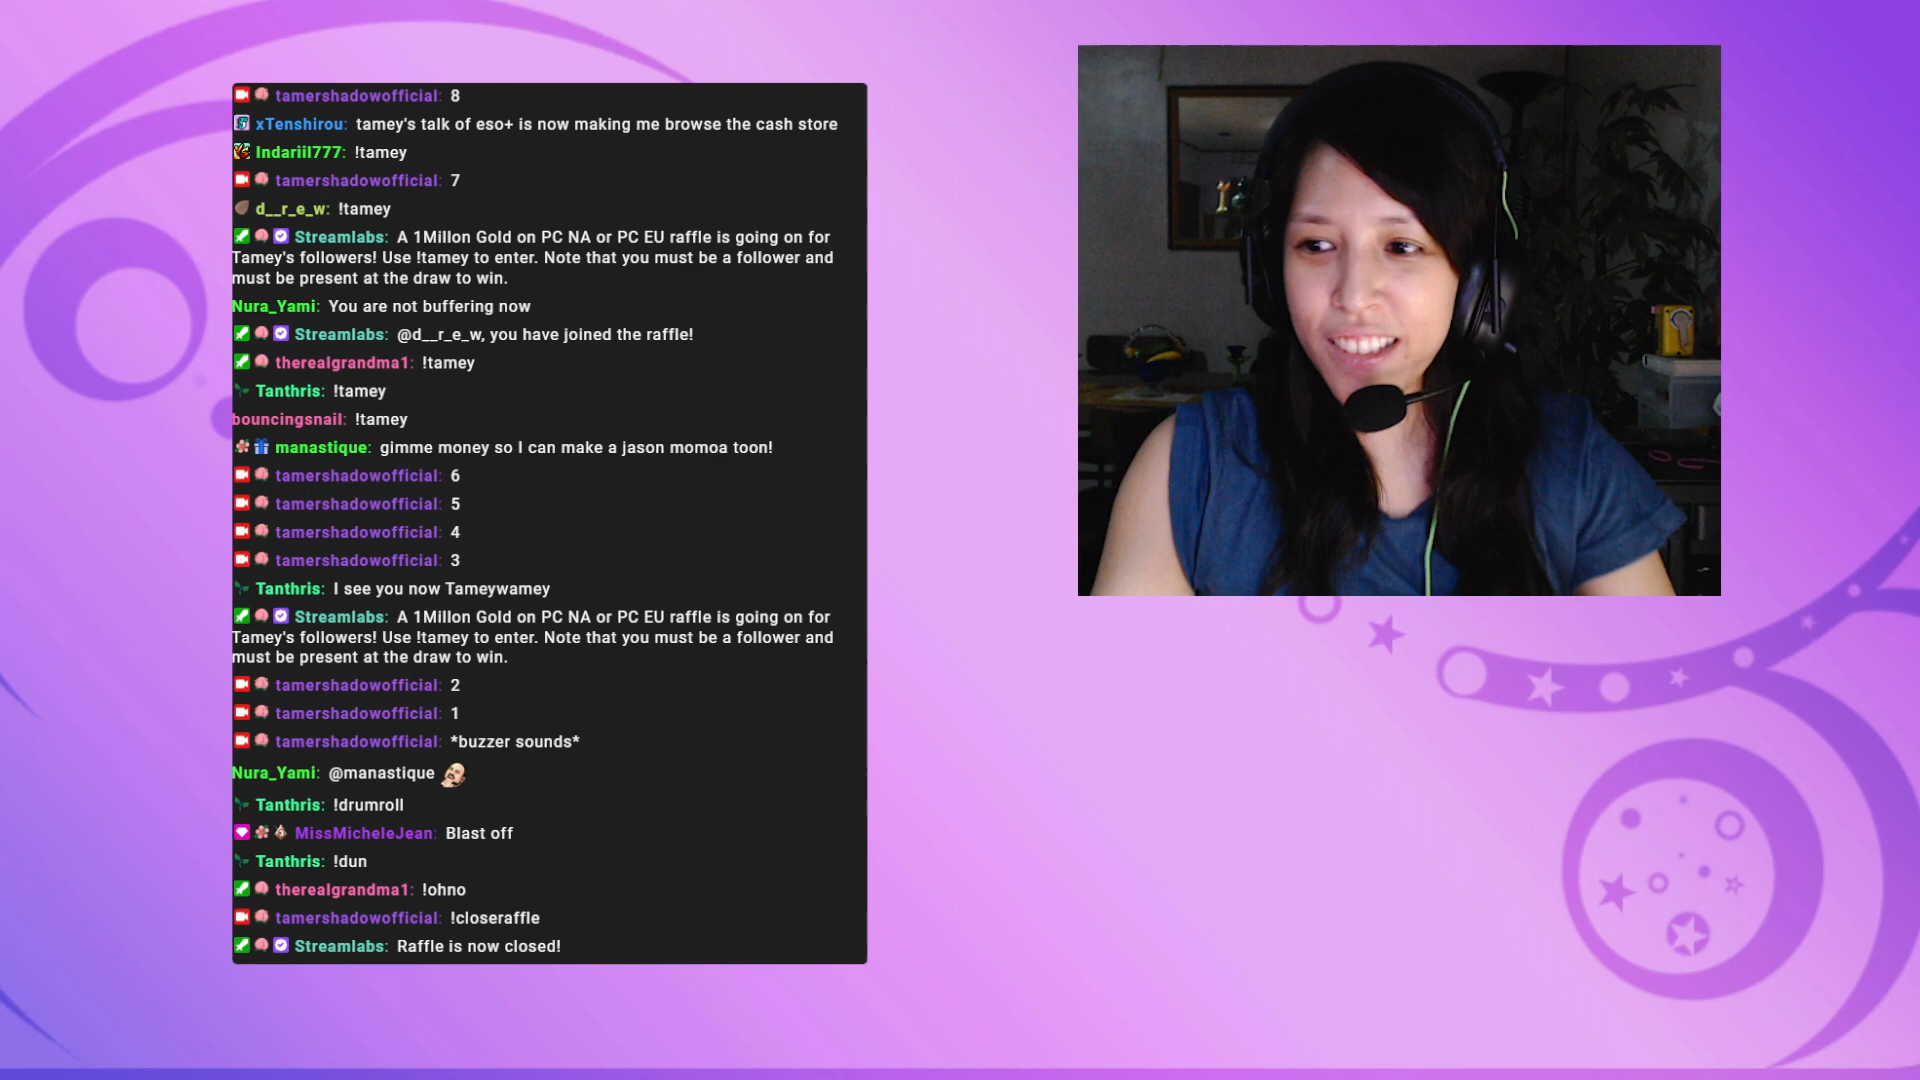 tamershadowofficial: 8
xTenshirou: tamey's talk of eso+ is now making me browse the cash store
Indariil777: !tamey
tamershadowofficial: 7
d__r_e_w: !tamey
Streamlabs: A 1Millon Gold on PC NA or PC EU raffle is going on for
Tamey's followers! Use !tamey to enter. Note that you must be a follower and
must be present at the draw to win.
Nura_Yami: You are not buffering now
Streamlabs: @d__r_e_w, you have joined the raffle!
therealgrandma1: !tamey
Tanthris: !tamey
bouncingsnail: !tamey
manastique: gimme money so I can make a jason momoa toon!
tamershadowofficial: 6
tamershadowofficial: 5
tamershadowofficial: 4
tamershadowofficial: 3
Tanthris: I see you now Tameywamey
Streamlabs: A 1Millon Gold on PC NA or PC EU raffle is going on for
Tamey's followers! Use !tamey to enter. Note that you must be a follower and
must be present at the draw to win.
tamershadowofficial: 2
tamershadowofficial: 1
tamershadowofficial: *buzzer sounds*
Nura_Yami: @manastique
Tanthris: !drumroll
MissMicheleJean: Blast off
Tanthris: !dun
therealgrandma1: !ohno
tamershadowofficial: !closeraffle
Streamlabs: Raffle is now closed!